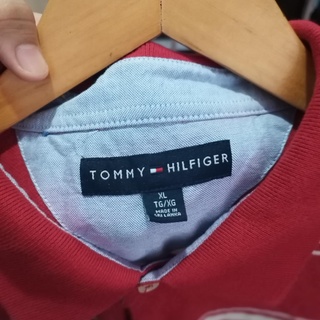 TOMMY HILFIGER
XL
TG/XG
MADE IN
SRI LANKA